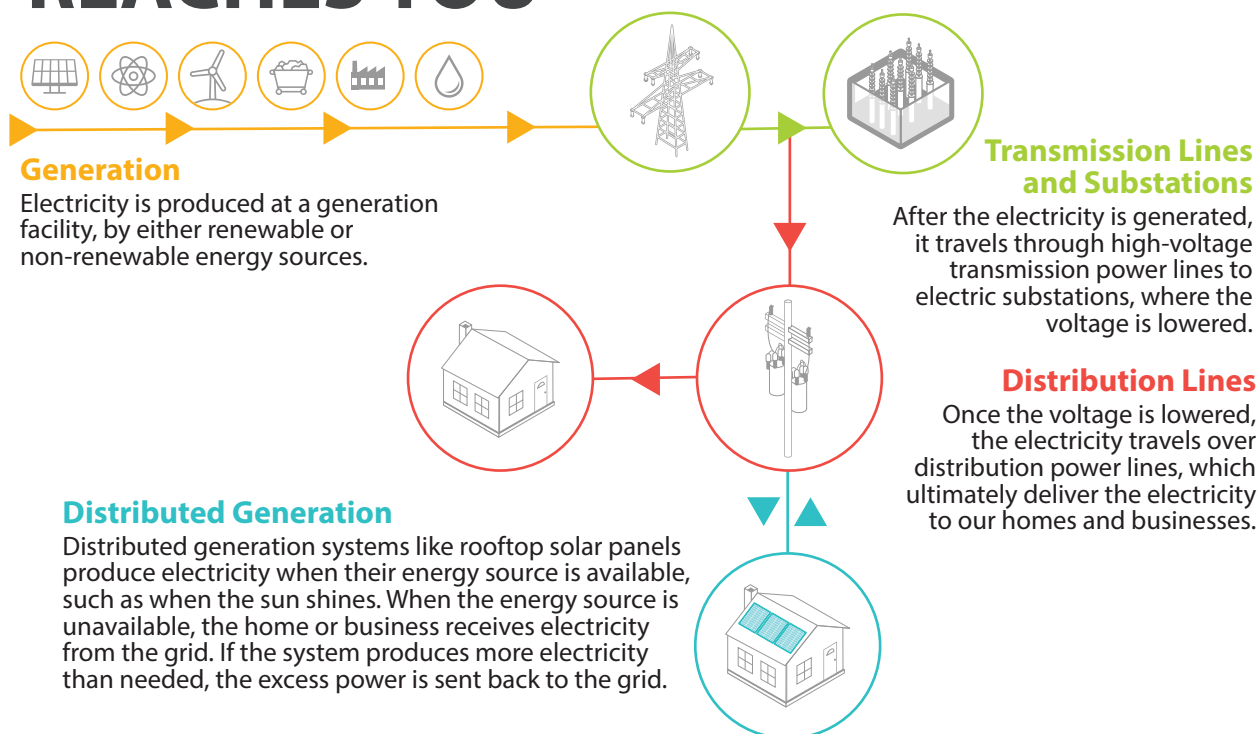 REACHES YOU
Generation
Electricity is produced at a generation
facility, by either renewable or
non-renewable energy sources.
Transmission Lines
and Substations
After the electricity is generated,
it travels through high-voltage
transmission power lines to
electric substations, where the
voltage is lowered.
Distribution Lines
Once the voltage is lowered,
the electricity travels over
distribution power lines, which
ultimately deliver the electricity
to our homes and businesses.
Distributed Generation
Distributed generation systems like rooftop solar panels
produce electricity when their energy source is available,
such as when the sun shines. When the energy source is
unavailable, the home or business receives electricity
from the grid. If the system produces more electricity
than needed, the excess power is sent back to the grid.